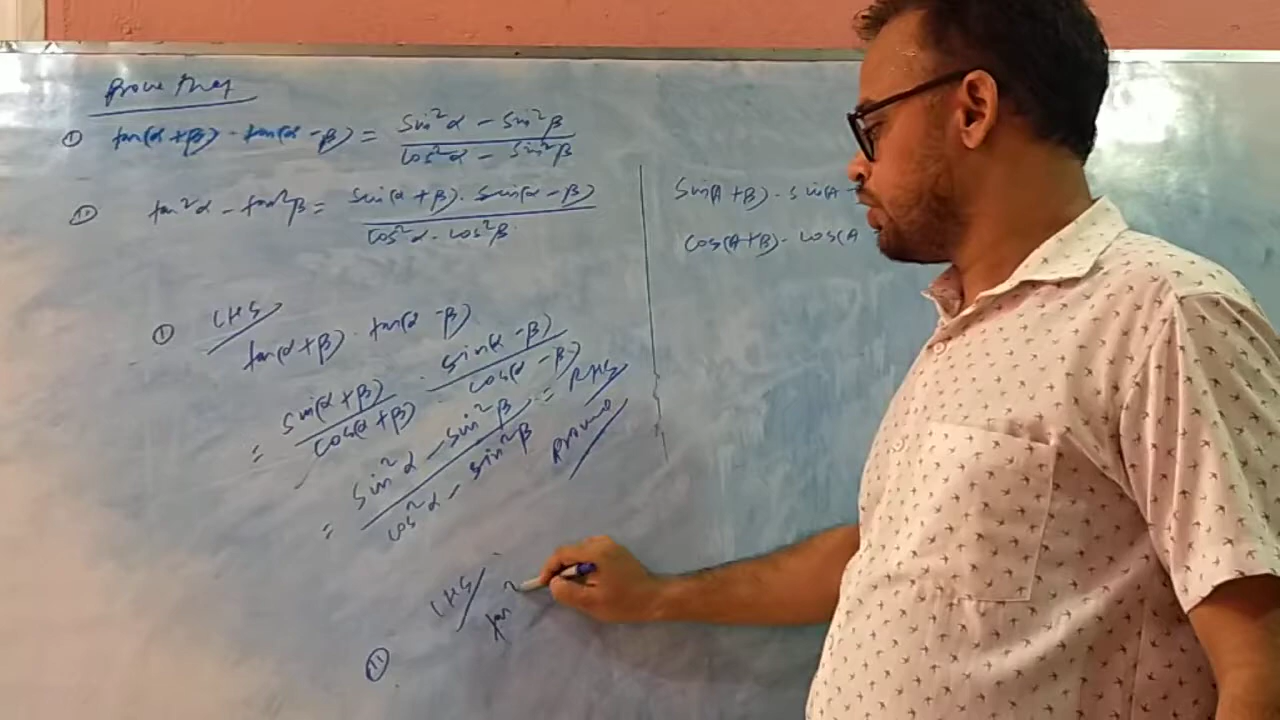 Prove that
① tan(α+β) · tan(α-β) = sin²α - sin²β / cos²α - sin²β
② tan²α - tan²β = sin(α+β) · sin(α-β) / cos²α · cos²β
Sin(A+B) · sin(A
cos(A+B) · cos(A
① LHS
tan(α+β) · tan(α-β)
= sin(α+β) / cos(α+β) · sin(α-β) / cos(α-β)
= sin²α - sin²β / cos²α - sin²β = RHS
Proved
② LHS
tan²